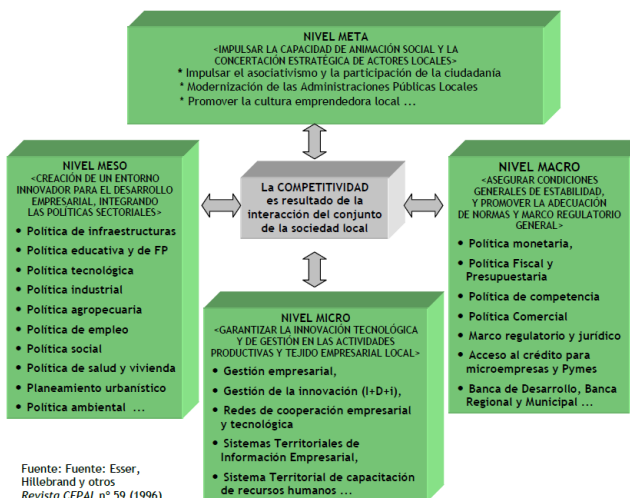 NIVEL META
<IMPULSAR LA CAPACIDAD DE ANIMACIÓN SOCIAL Y LA
CONCERTACIÓN ESTRATÉGICA DE ACTORES LOCALES>
* Impulsar el asociativismo y la participación de la ciudadanía
* Modernización de las Administraciones Públicas Locales
* Promover la cultura emprendedora local ...
NIVEL MESO
<CREACIÓN DE UN ENTORNO
INNOVADOR PARA EL DESARROLLO
EMPRESARIAL, INTEGRANDO
LAS POLÍTICAS SECTORIALES>
• Política de infraestructuras
• Política educativa y de FP
• Política tecnológica
• Política industrial
• Política agropecuaria
• Política de empleo
• Política social
• Política de salud y vivienda
• Planeamiento urbanístico
• Política ambiental ...
La COMPETITIVIDAD
es resultado de la
interacción del conjunto
de la sociedad local
NIVEL MACRO
<ASEGURAR CONDICIONES
GENERALES DE ESTABILIDAD,
Y PROMOVER LA ADECUACIÓN
DE NORMAS Y MARCO REGULATORIO
GENERAL>
• Política monetaria,
• Política Fiscal y
Presupuestaria
• Política de competencia
• Política Comercial
• Marco regulatorio y jurídico
• Acceso al crédito para
microempresas y Pymes
• Banca de Desarrollo, Banca
Regional y Municipal ...
NIVEL MICRO
<GARANTIZAR LA INNOVACIÓN TECNOLÓGICA
Y DE GESTIÓN EN LAS ACTIVIDADES
PRODUCTIVAS Y TEJIDO EMPRESARIAL LOCAL>
• Gestión empresarial,
• Gestión de la innovación (I+D+i),
• Redes de cooperación empresarial
y tecnológica
• Sistemas Territoriales de
Información Empresarial,
• Sistema Territorial de capacitación
de recursos humanos ...
Fuente: Fuente: Esser,
Hillebrand y otros
Revista CEPAL nº 59 (1996)